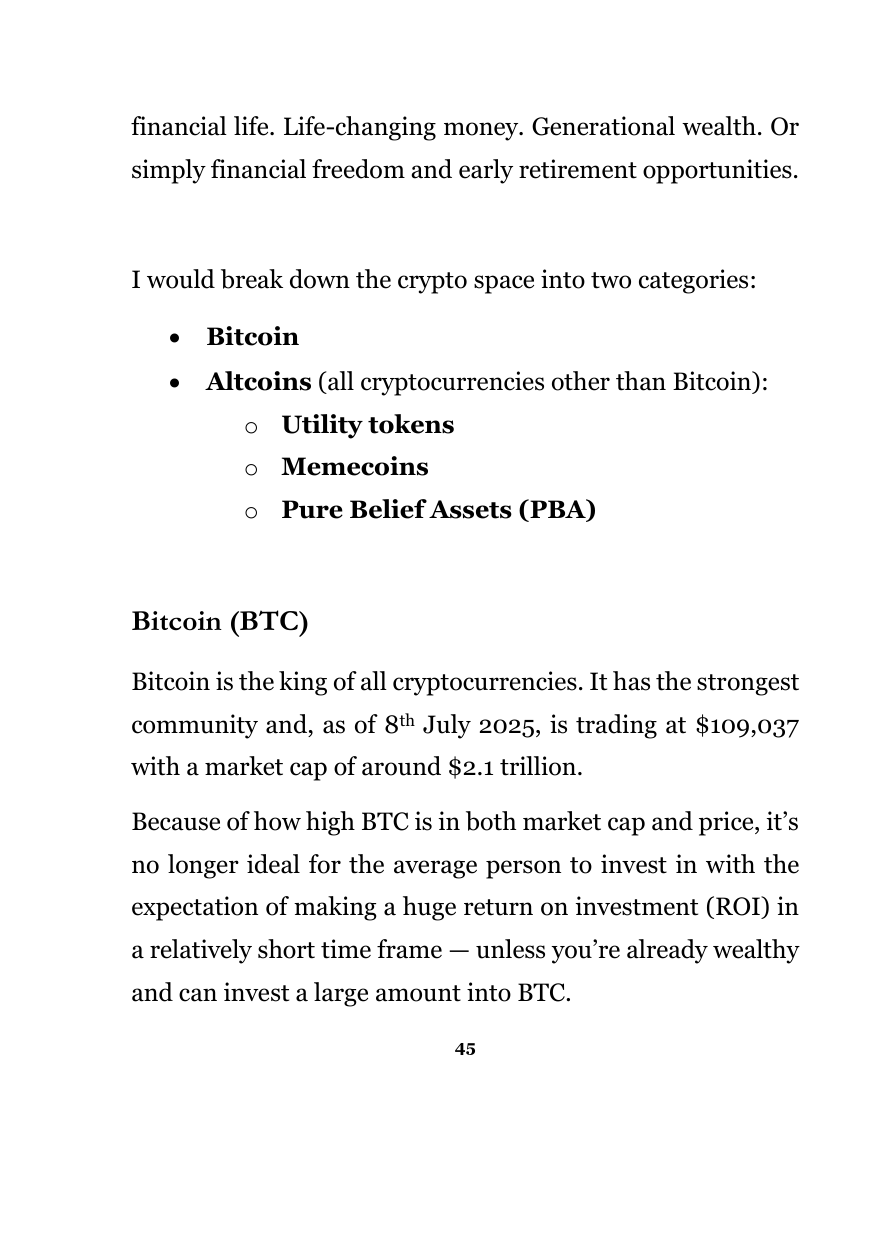 financial life. Life-changing money. Generational wealth. Or
simply financial freedom and early retirement opportunities.
I would break down the crypto space into two categories:
• Bitcoin
• Altcoins (all cryptocurrencies other than Bitcoin):
o Utility tokens
o Memecoins
o Pure Belief Assets (PBA)
Bitcoin (BTC)
Bitcoin is the king of all cryptocurrencies. It has the strongest
community and, as of 8th July 2025, is trading at $109,037
with a market cap of around $2.1 trillion.
Because of how high BTC is in both market cap and price, it’s
no longer ideal for the average person to invest in with the
expectation of making a huge return on investment (ROI) in
a relatively short time frame — unless you’re already wealthy
and can invest a large amount into BTC.
45